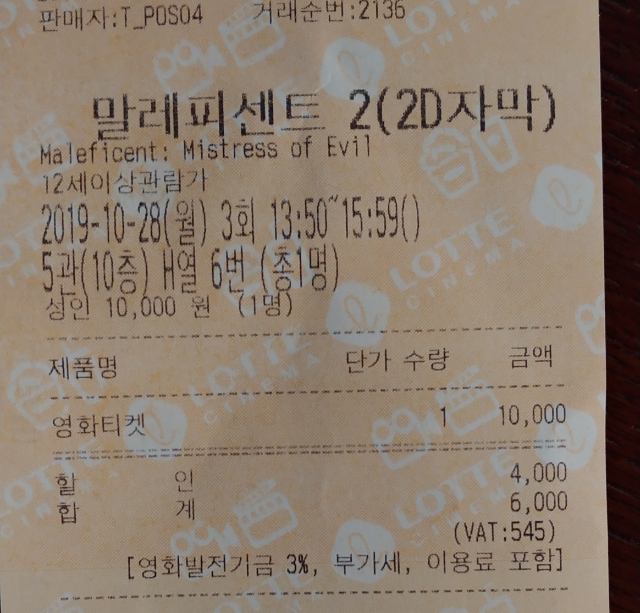 판매자:T_POS04 거래순번:2136
말레피센트 2(2D자막)
Maleficent: Mistress of Evil
12세이상관람가
2019-10-28(월) 3회 13:50~15:59()
5관(10층) H열 6번 (총1명)
성인 10,000 원 (1명)
제품명 단가 수량 금액
영화티켓 1 10,000
할 인 4,000
합 계 6,000
(VAT:545)
[영화발전기금 3%, 부가세, 이용료 포함]